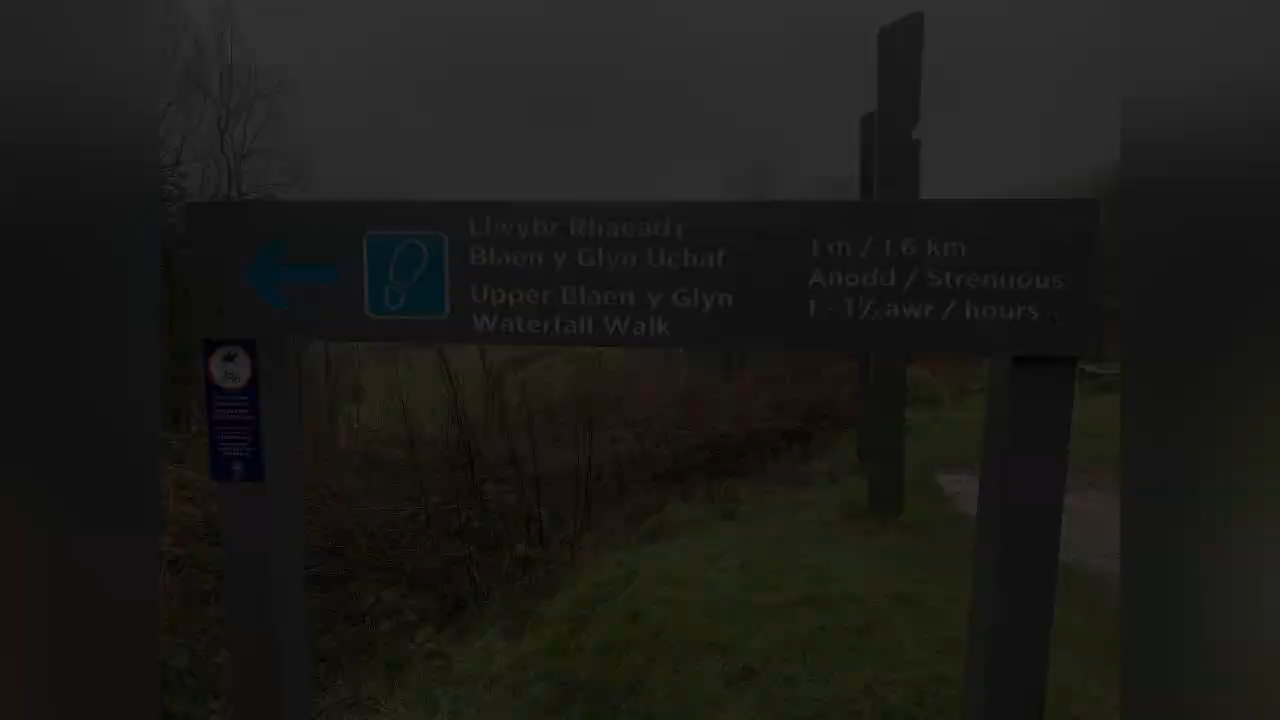 Llwybr Rhaeadr
Blaen y Glyn Uchaf
Upper Blaen y Glyn
Waterfall Walk
1m / 1.6 km
Anodd / Strenuous
1 - 1½ awr / hours